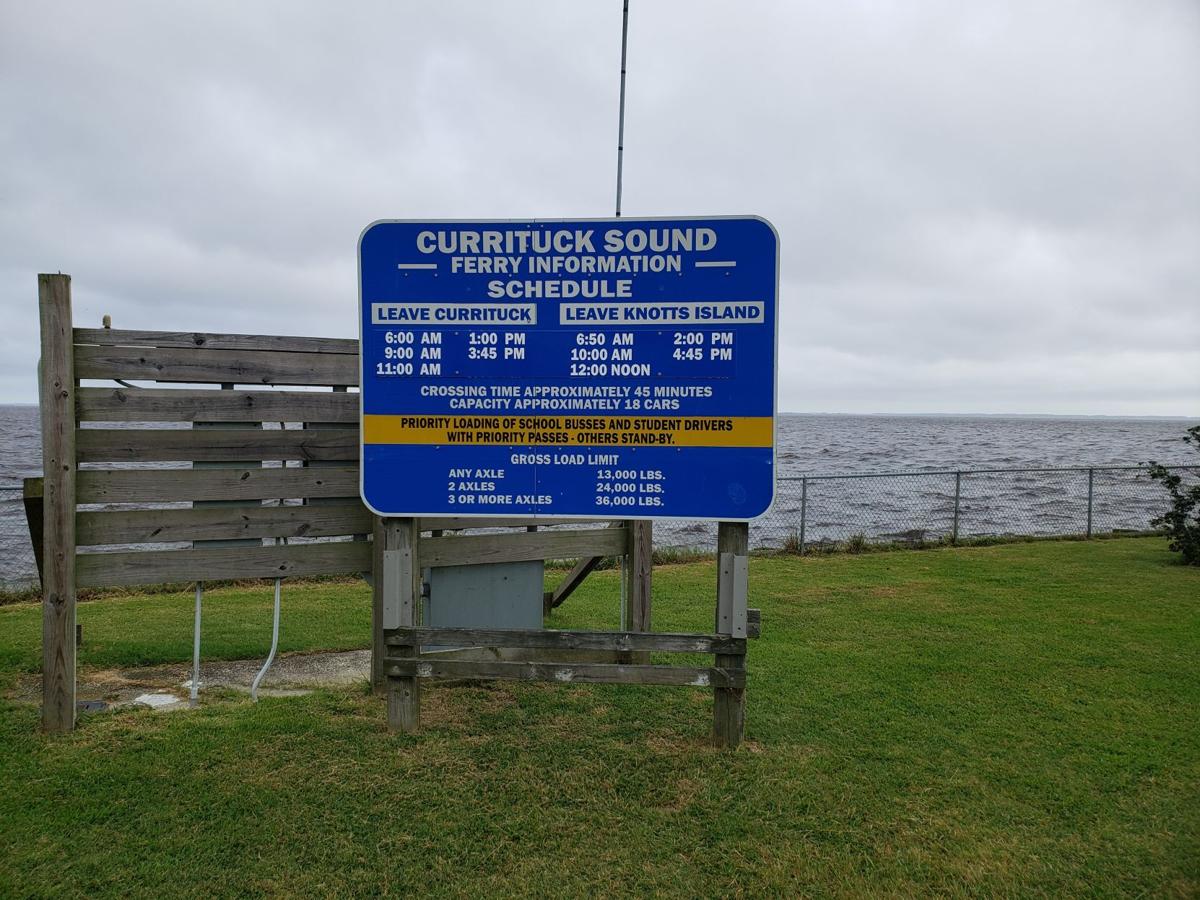 CURRITUCK SOUND
FERRY INFORMATION
SCHEDULE
LEAVE CURRITUCK LEAVE KNOTTS ISLAND
6:00 AM 1:00 PM 6:50 AM 2:00 PM
9:00 AM 3:45 PM 10:00 AM 4:45 PM
11:00 AM 12:00 NOON
CROSSING TIME APPROXIMATELY 45 MINUTES
CAPACITY APPROXIMATELY 18 CARS
PRIORITY LOADING OF SCHOOL BUSSES AND STUDENT DRIVERS
WITH PRIORITY PASSES - OTHERS STAND-BY.
GROSS LOAD LIMIT
ANY AXLE 13,000 LBS.
2 AXLES 24,000 LBS.
3 OR MORE AXLES 36,000 LBS.